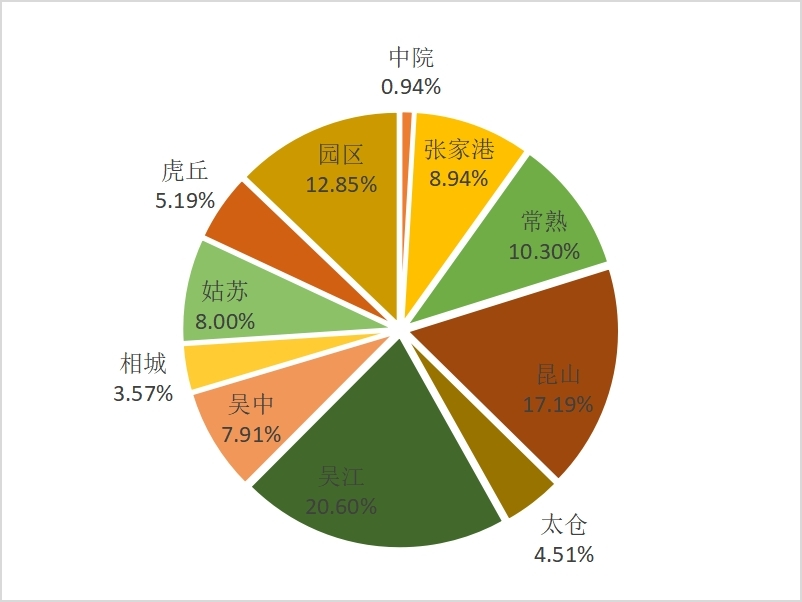 中院
0.94%
张家港
8.94%
常熟
10.30%
昆山
17.19%
太仓
4.51%
吴江
20.60%
吴中
7.91%
相城
3.57%
姑苏
8.00%
虎丘
5.19%
园区
12.85%